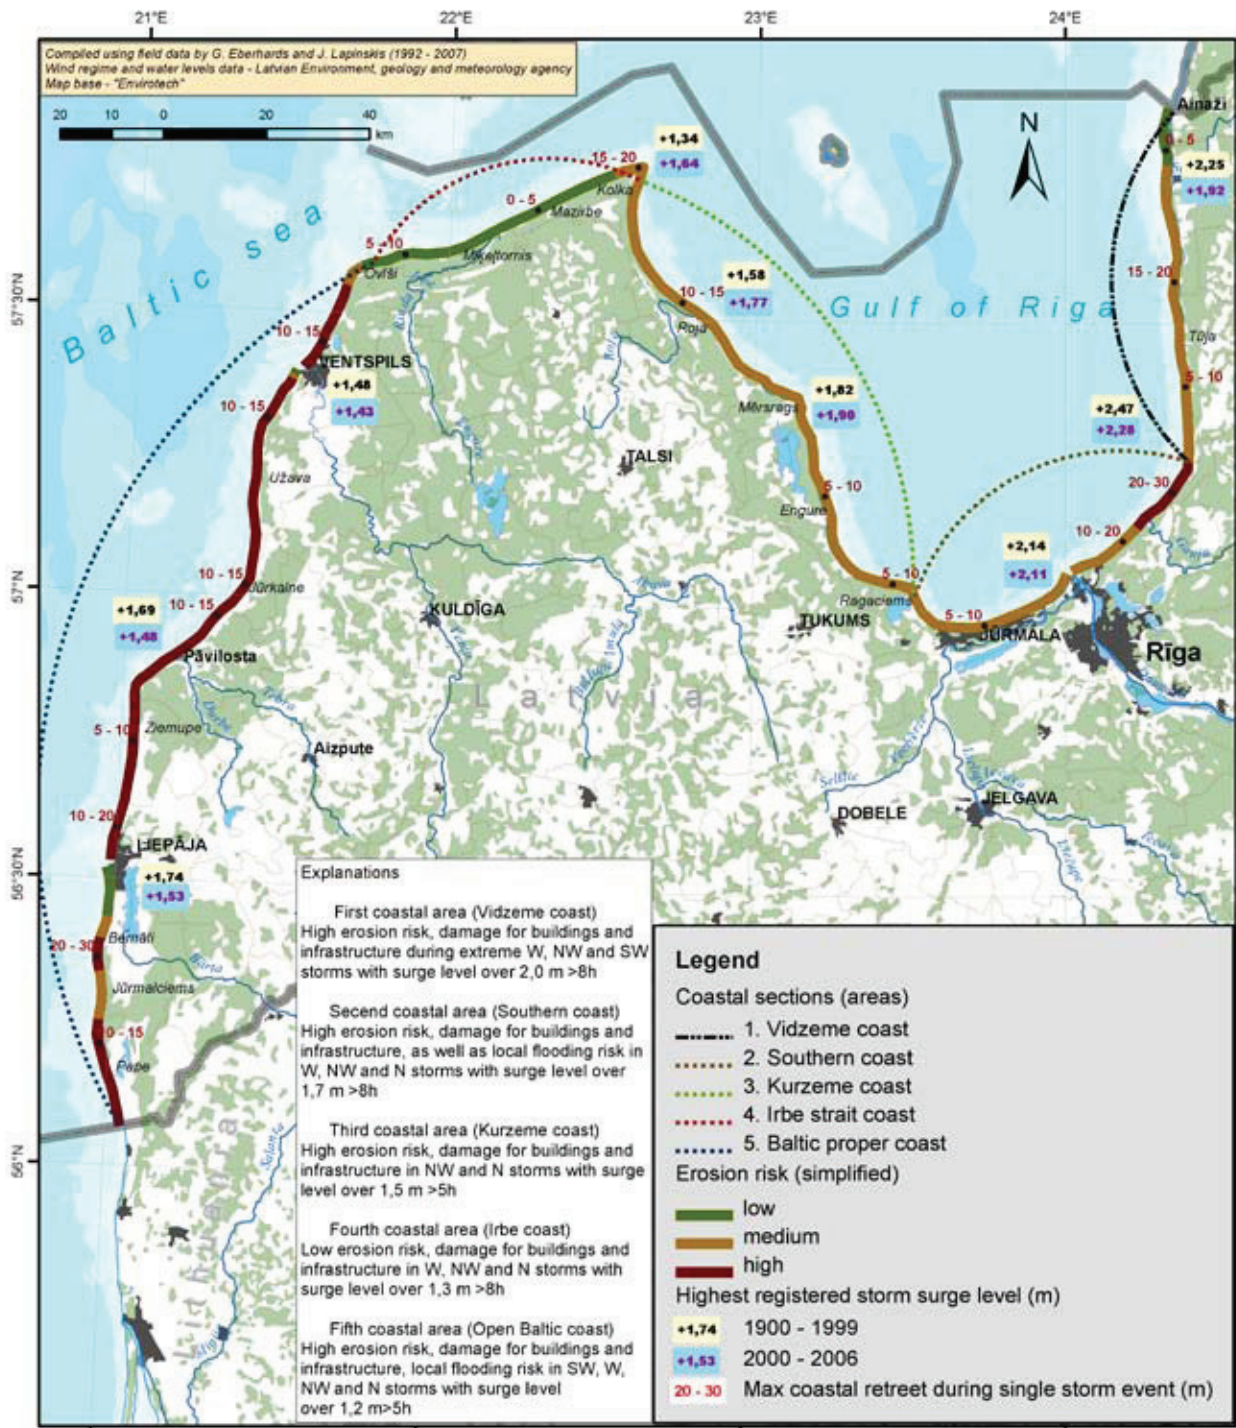 21°E 22°E 23°E 24°E
Compiled using field data by G. Eberhards and J. Lapinskis (1992 - 2007)
Wind regime and water levels data - Latvian Environment, geology and meteorology agency
Map base - "Envirotech"
20 10 0 20 40
km
N
Ainaži
0 - 5
+2,25
+1,92
+1,34
+1,64
15 - 20
Kolka
0 - 5
Mazirbe
5 - 10
Miķeļtornis
Ovīši
Baltic sea
57°30'N
Gulf of Riga
15 - 20
+1,58
+1,77
10 - 15
Roja
Roja
Tūja
10 - 15
VENTSPILS
+1,48
+1,43
10 - 15
+1,82
+1,90
Mērsrags
5 - 10
+2,47
+2,28
TALSI
Užava
20- 30
5 - 10
Engure
10 - 20
Gauja
+2,14
+2,11
57°N
10 - 15
Jūrkalne
10 - 15
+1,69
+1,48
5 - 10
Ragaciems
Abava
KULDĪGA
TUKUMS
5 - 10
JŪRMALA
Rīga
Pāvilosta
Latvia
Tebra
Durbe
5 - 10
Ziemupe
Aizpute
DOBELE
JELGAVA
10 - 20
LIEPĀJA
56°30'N
+1,74
+1,53
Bernāti
20 - 30
Bārta
Jūrmalciems
Pape
56°N
Lithuania
Explanations
First coastal area (Vidzeme coast)
High erosion risk, damage for buildings and
infrastructure during extreme W, NW and SW
storms with surge level over 2,0 m >8h
Second coastal area (Southern coast)
High erosion risk, damage for buildings and
infrastructure, as well as local flooding risk in
W, NW and N storms with surge level over
1,7 m >8h
Third coastal area (Kurzeme coast)
High erosion risk, damage for buildings and
infrastructure in NW and N storms with surge
level over 1,5 m >5h
Fourth coastal area (Irbe coast)
Low erosion risk, damage for buildings and
infrastructure in W, NW and N storms with
surge level over 1,3 m >8h
Fifth coastal area (Open Baltic coast)
High erosion risk, damage for buildings and
infrastructure, local flooding risk in SW, W,
NW and N storms with surge level
over 1,2 m>5h
Legend
Coastal sections (areas)
1. Vidzeme coast
2. Southern coast
3. Kurzeme coast
4. Irbe strait coast
5. Baltic proper coast
Erosion risk (simplified)
low
medium
high
Highest registered storm surge level (m)
+1,74 1900 - 1999
+1,53 2000 - 2006
20 - 30 Max coastal retreet during single storm event (m)